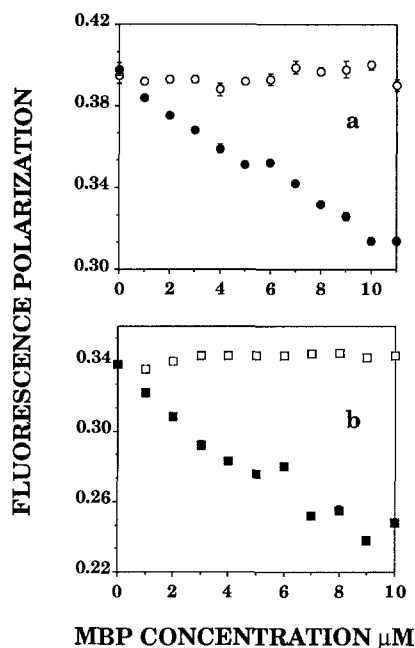 FLUORESCENCE POLARIZATION
0.42
0.38
0.34
0.30
a
0 2 4 6 8 10
0.34
0.30
0.26
0.22
b
0 2 4 6 8 10
MBP CONCENTRATION µM